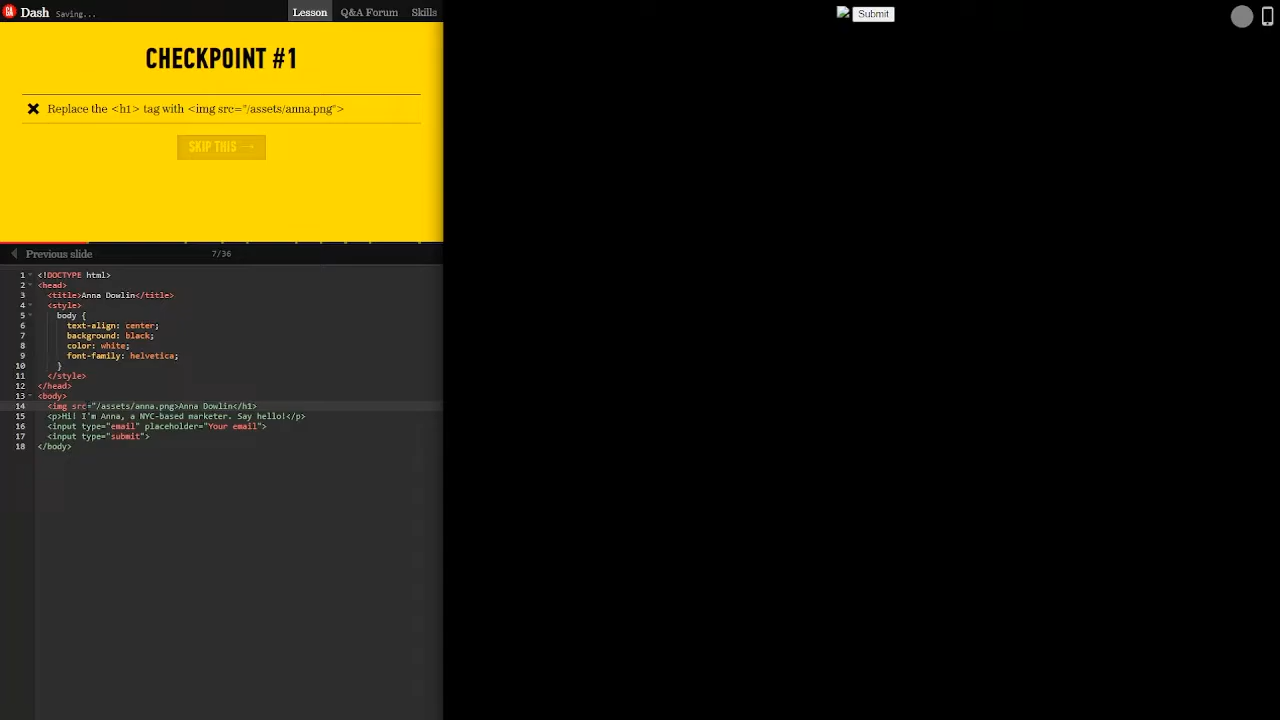 GA Dash Saving... Lesson Q&A Forum Skills
Submit
CHECKPOINT #1
✖ Replace the <h1> tag with <img src="/assets/anna.png">
SKIP THIS →
Previous slide 7/36
1 <!DOCTYPE html>
2 <head>
3 <title>Anna Dowlin</title>
4 <style>
5 body {
6 text-align: center;
7 background: black;
8 color: white;
9 font-family: helvetica;
10 }
11 </style>
12 </head>
13 <body>
14 <img src="/assets/anna.png>Anna Dowlin</h1>
15 <p>Hi! I'm Anna, a NYC-based marketer. Say hello!</p>
16 <input type="email" placeholder="Your email">
17 <input type="submit">
18 </body>